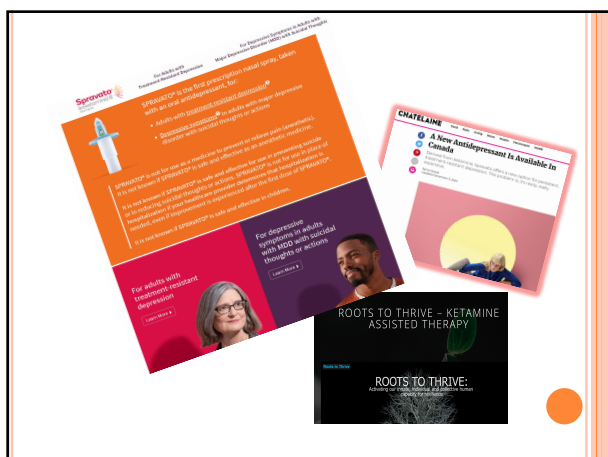 For Adults with
Treatment-Resistant Depression
For Depressive Symptoms in Adults with
Major Depressive Disorder (MDD) with Suicidal Thoughts
Spravato
SPRAVATO® is the first prescription nasal spray, taken
with an oral antidepressant, for:
• Adults with treatment-resistant depression
• Depressive symptoms in adults with major depressive
disorder with suicidal thoughts or actions
SPRAVATO® is not for use as a medicine to prevent or relieve pain (anesthetic).
It is not known if SPRAVATO® is safe and effective as an anesthetic medicine.
It is not known if SPRAVATO® is safe and effective for use in preventing suicide
or in reducing suicidal thoughts or actions. SPRAVATO® is not for use in place of
hospitalization if your healthcare provider determines that hospitalization is
needed, even if improvement is experienced after the first dose of SPRAVATO®.
It is not known if SPRAVATO® is safe and effective in children.
For adults with
treatment-resistant
depression
Learn More
For depressive
symptoms in adults
with MDD with suicidal
thoughts or actions
Learn More
CHATELAINE
A New Antidepressant Is Available In
Canada
ROOTS TO THRIVE – KETAMINE
ASSISTED THERAPY
Roots to Thrive
ROOTS TO THRIVE:
Activating our innate, individual and collective human
capacity for resilience